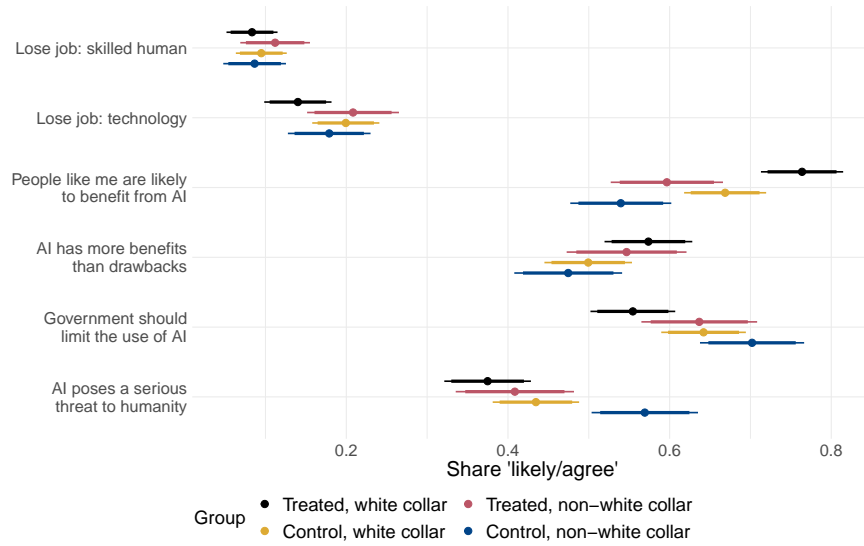 Lose job: skilled human
Lose job: technology
People like me are likely
to benefit from AI
AI has more benefits
than drawbacks
Government should
limit the use of AI
AI poses a serious
threat to humanity
0.2 0.4 0.6 0.8
Share 'likely/agree'
Group
Treated, white collar
Treated, non−white collar
Control, white collar
Control, non−white collar